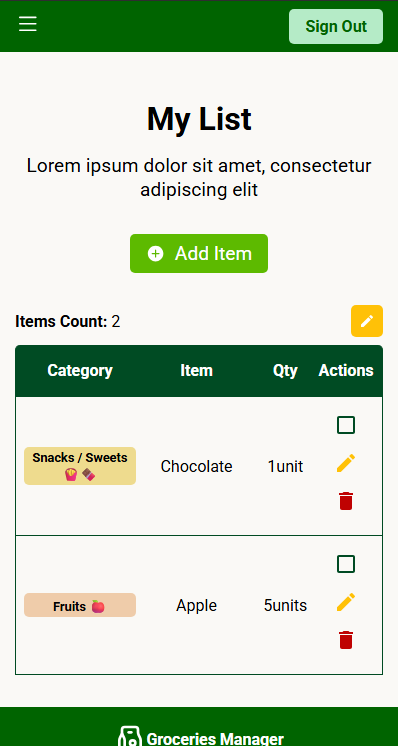 Sign Out
My List
Lorem ipsum dolor sit amet, consectetur
adipiscing elit
Add Item
Items Count: 2
Category Item Qty Actions
Snacks / Sweets
Chocolate 1unit
Fruits Apple 5units
Groceries Manager